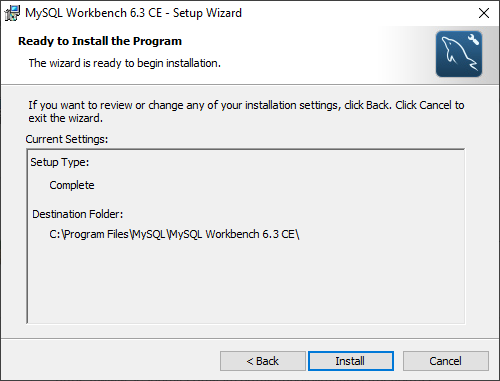 MySQL Workbench 6.3 CE - Setup Wizard
Ready to Install the Program
The wizard is ready to begin installation.
If you want to review or change any of your installation settings, click Back. Click Cancel to
exit the wizard.
Current Settings:
Setup Type:
Complete
Destination Folder:
C:\Program Files\MySQL\MySQL Workbench 6.3 CE\
< Back
Install
Cancel